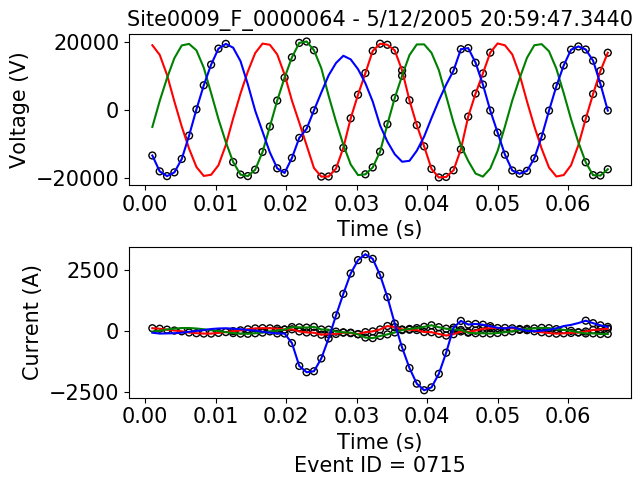 Site0009_F_0000064 - 5/12/2005 20:59:47.3440
Voltage (V)
20000
0
−20000
0.00 0.01 0.02 0.03 0.04 0.05 0.06
Time (s)
Current (A)
2500
0
−2500
0.00 0.01 0.02 0.03 0.04 0.05 0.06
Time (s)
Event ID = 0715